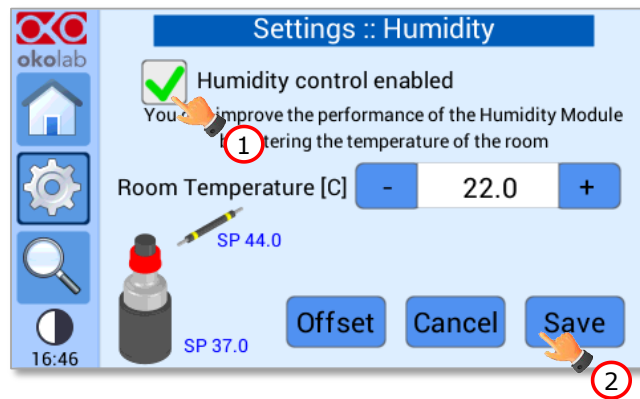 Settings :: Humidity
okolab
Humidity control enabled
You improve the performance of the Humidity Module
tering the temperature of the room
1
Room Temperature [C] - 22.0 +
SP 44.0
Offset Cancel Save
SP 37.0
16:46
2